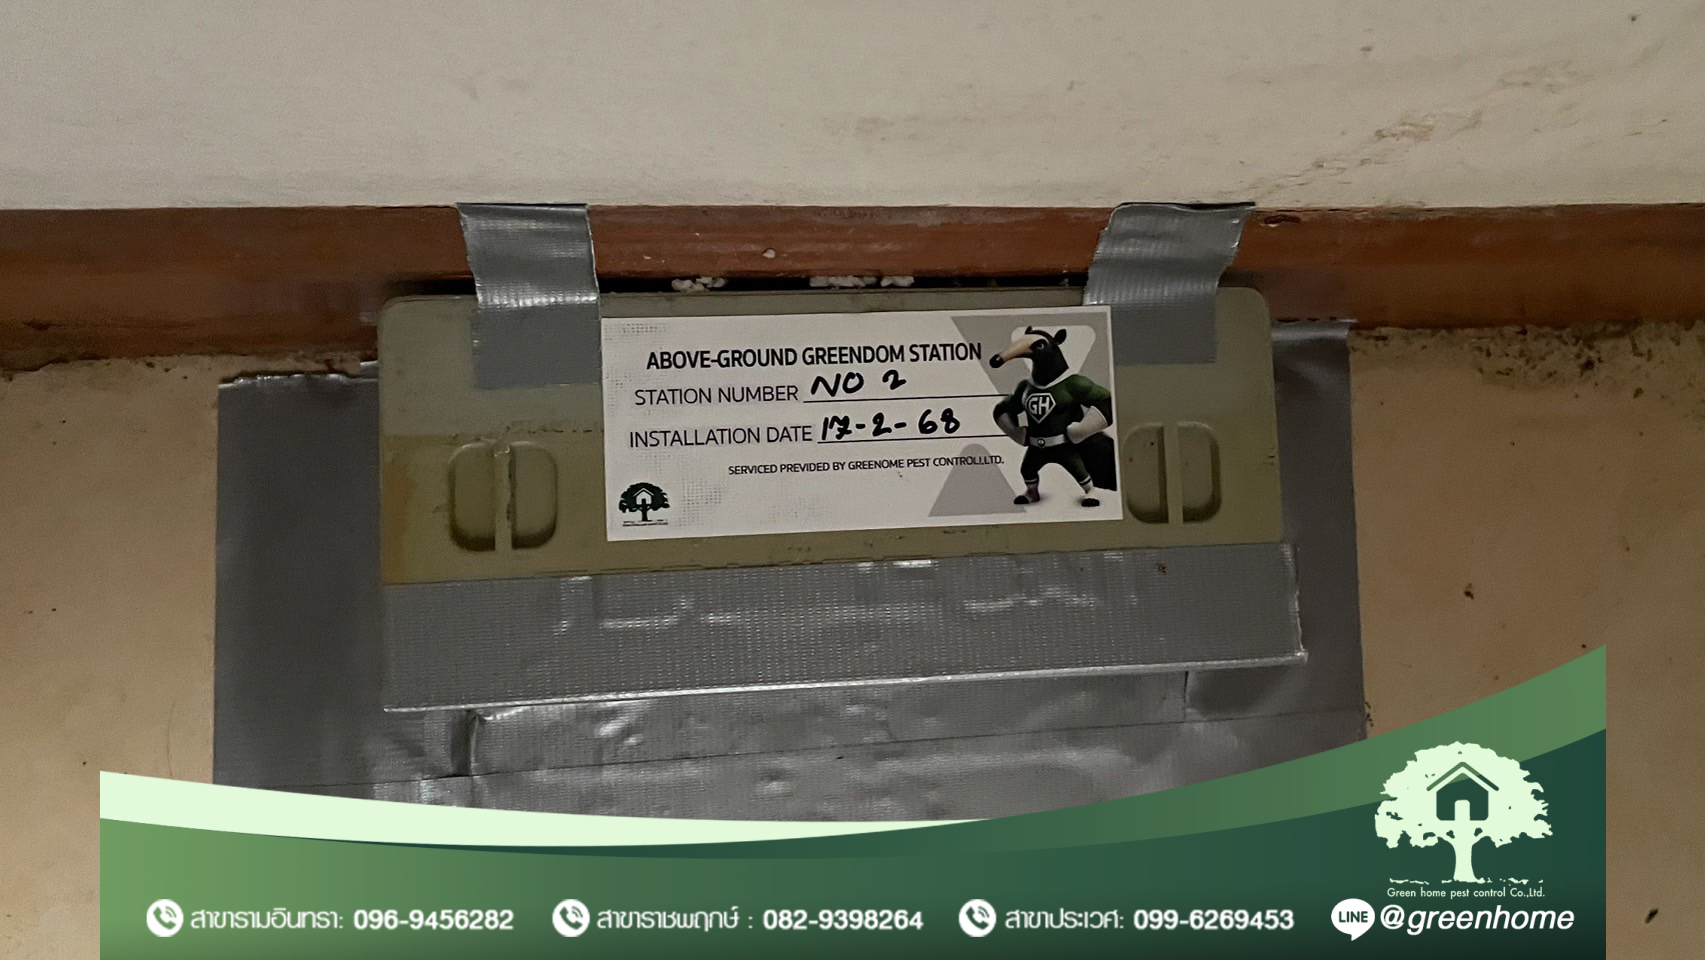 ABOVE-GROUND GREENDOM STATION
STATION NUMBER NO 2
INSTALLATION DATE 17-2-68
SERVICED PREVIDED BY GREENOME PEST CONTROLL.LTD.
GH
Green home pest control Co.,Ltd.
สาขารามอินทรา: 096-9456282
สาขาราชพฤกษ์ : 082-9398264
สาขาประเวศ: 099-6269453
LINE @greenhome